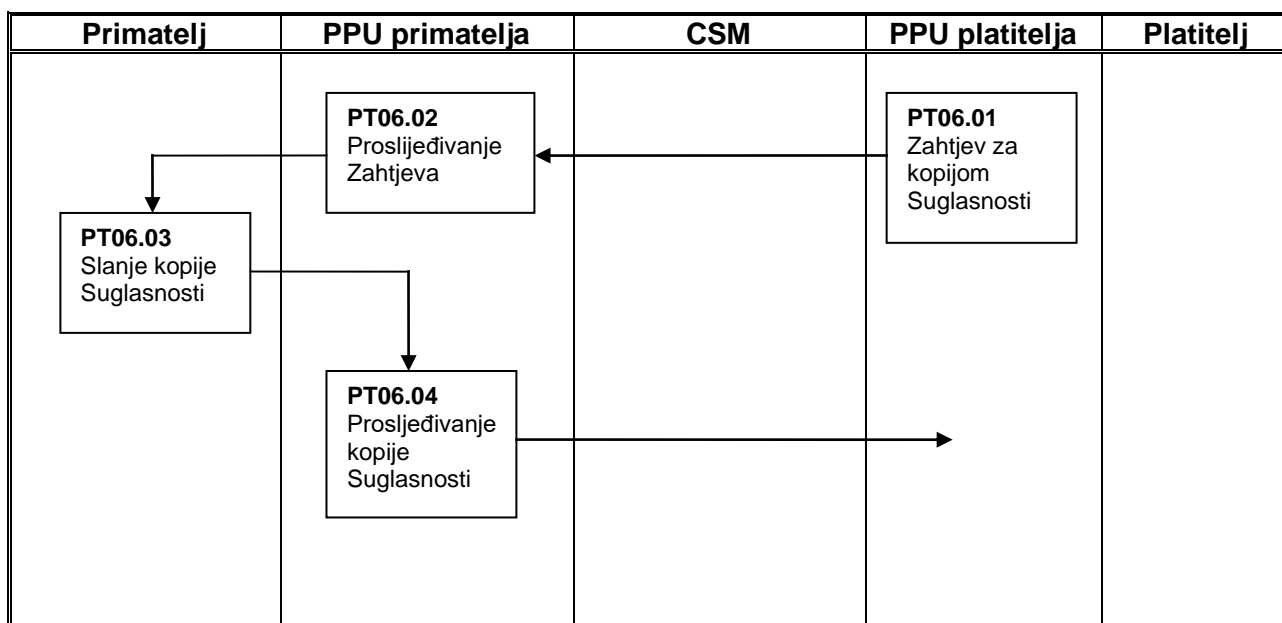 Primatelj
PPU primatelja
CSM
PPU platitelja
Platitelj
PT06.02
Proslijeđivanje
Zahtjeva
PT06.01
Zahtjev za
kopijom
Suglasnosti
PT06.03
Slanje kopije
Suglasnosti
PT06.04
Prosljeđivanje
kopije
Suglasnosti